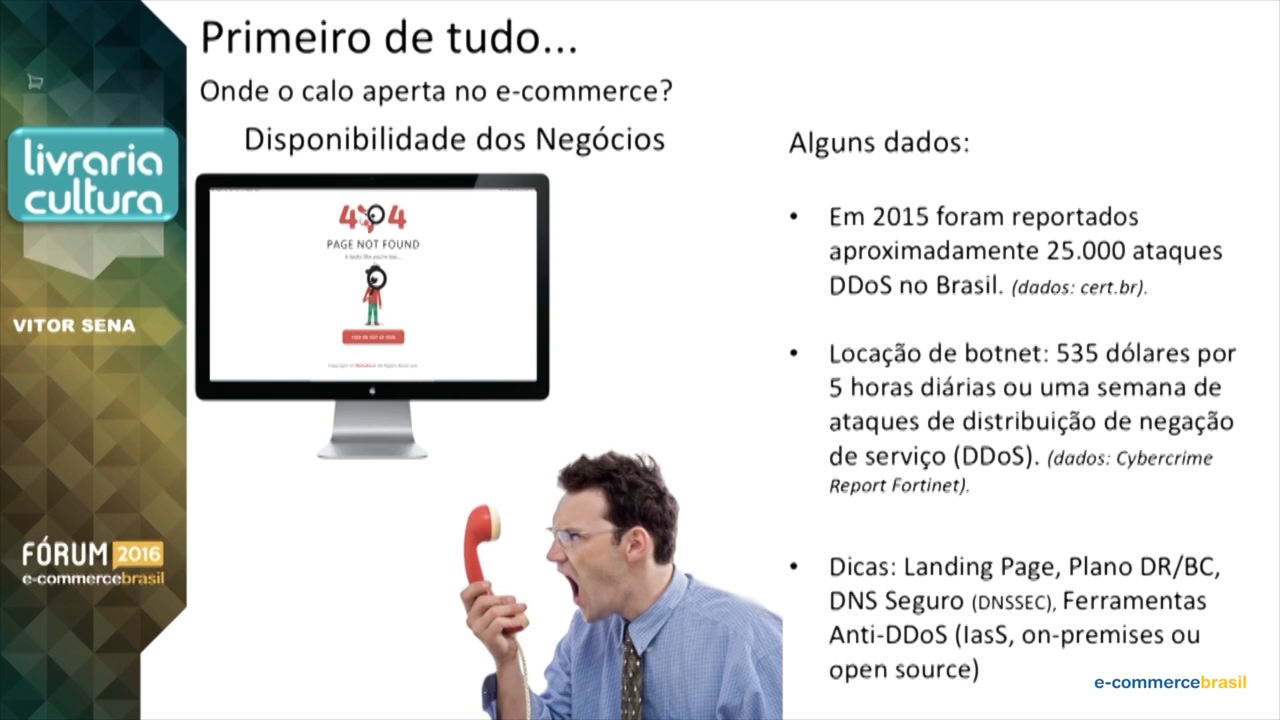 Primeiro de tudo...
Onde o calo aperta no e-commerce?
Disponibilidade dos Negócios
livraria
cultura
VITOR SENA
FÓRUM 2016
e-commercebrasil
404
PAGE NOT FOUND
Alguns dados:
• Em 2015 foram reportados
aproximadamente 25.000 ataques
DDoS no Brasil. (dados: cert.br).
• Locação de botnet: 535 dólares por
5 horas diárias ou uma semana de
ataques de distribuição de negação
de serviço (DDoS). (dados: Cybercrime
Report Fortinet).
• Dicas: Landing Page, Plano DR/BC,
DNS Seguro (DNSSEC), Ferramentas
Anti-DDoS (IasS, on-premises ou
open source)
e-commercebrasil